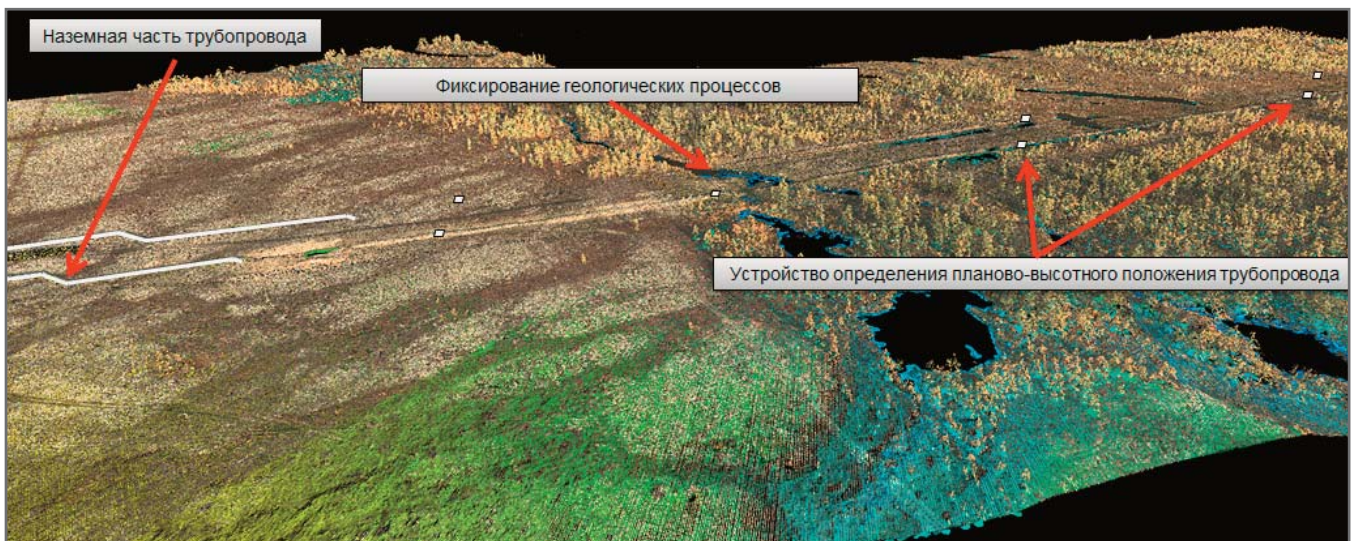 Наземная часть трубопровода
Фиксирование геологических процессов
Устройство определения планово-высотного положения трубопровода